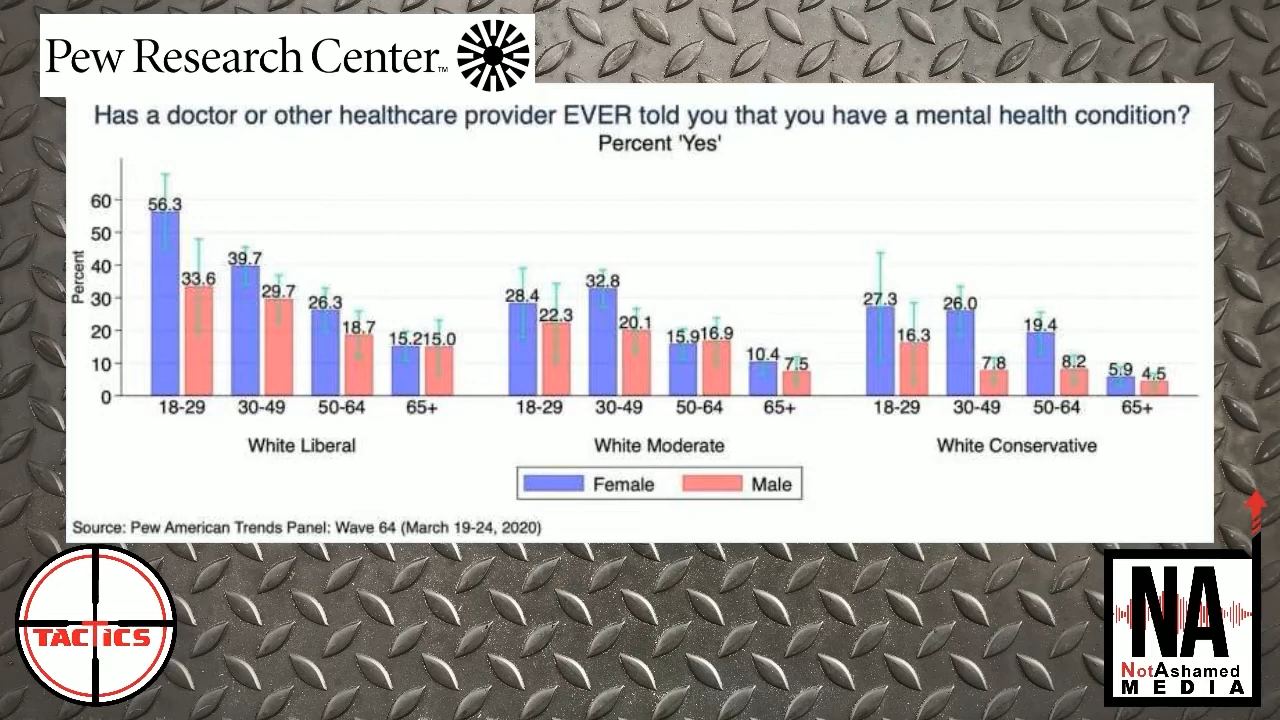 Pew Research Center™
Has a doctor or other healthcare provider EVER told you that you have a mental health condition?
Percent 'Yes'
Percent
60
50
40
30
20
10
0
56.3
33.6
39.7
29.7
26.3
18.7
15.2
15.0
28.4
22.3
32.8
20.1
15.9
16.9
10.4
7.5
27.3
16.3
26.0
7.8
19.4
8.2
5.9
4.5
18-29 30-49 50-64 65+ 18-29 30-49 50-64 65+ 18-29 30-49 50-64 65+
White Liberal White Moderate White Conservative
Female Male
Source: Pew American Trends Panel: Wave 64 (March 19-24, 2020)
TACTICS
NA
NotAshamed
MEDIA